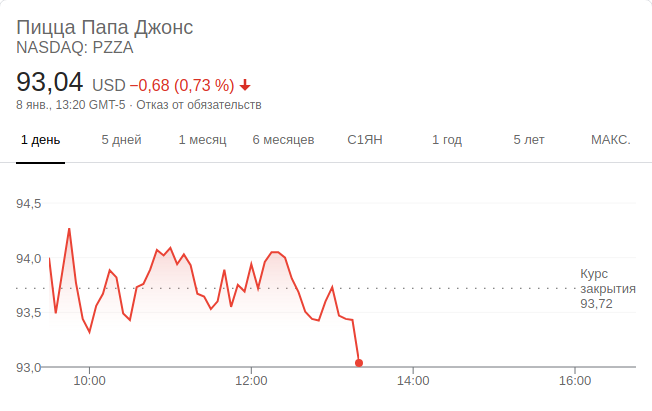 Пицца Папа Джонс
NASDAQ: PZZA
93,04 USD −0,68 (0,73 %)
8 янв., 13:20 GMT-5 · Отказ от обязательств
1 день 5 дней 1 месяц 6 месяцев С1ЯН 1 год 5 лет МАКС.
94,5
94,0
Курс
закрытия
93,72
93,5
93,0
10:00 12:00 14:00 16:00